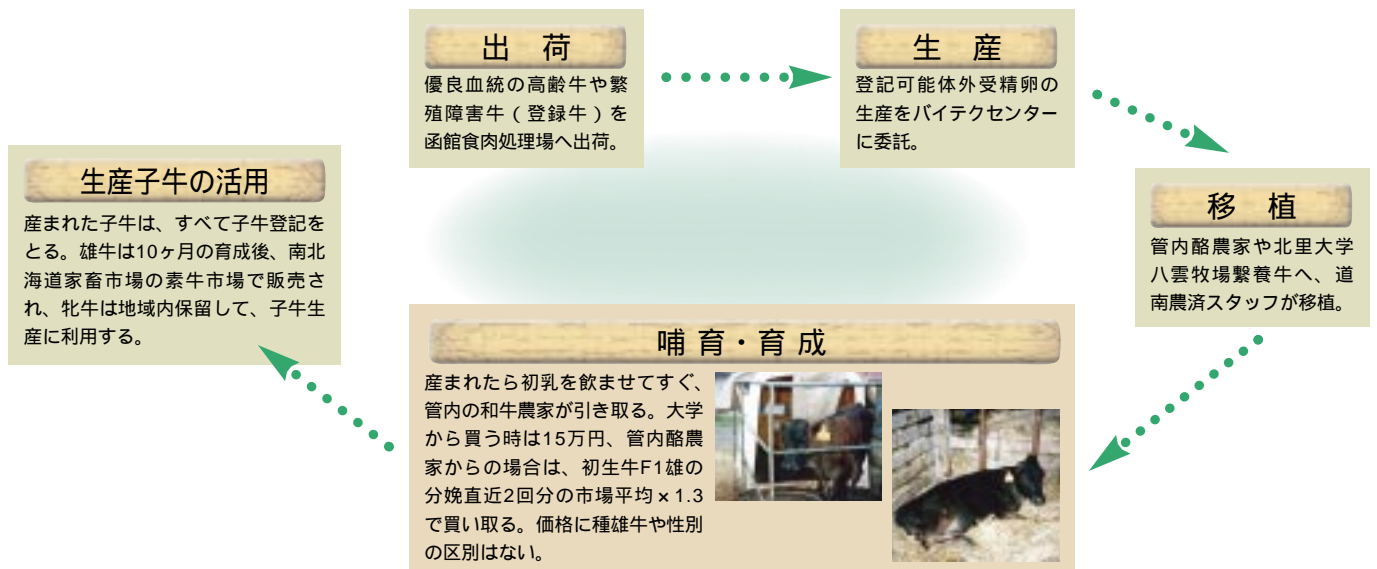 出 荷
優良血統の高齢牛や繁
殖障害牛（登録牛）を
函館食肉処理場へ出荷。
生 産
登記可能体外受精卵の
生産をバイテクセンター
に委託。
移 植
管内酪農家や北里大学
八雲牧場繋養牛へ、道
南農済スタッフが移植。
哺 育・育 成
産まれたら初乳を飲ませてすぐ、
管内の和牛農家が引き取る。大学
から買う時は15万円、管内酪農
家からの場合は、初生牛F1雄の
分娩直近2回分の市場平均×1.3
で買い取る。価格に種雄牛や性別
の区別はない。
生産子牛の活用
産まれた子牛は、すべて子牛登記を
とる。雄牛は10ヶ月の育成後、南北
海道家畜市場の素牛市場で販売さ
れ、牝牛は地域内保留して、子牛生
産に利用する。